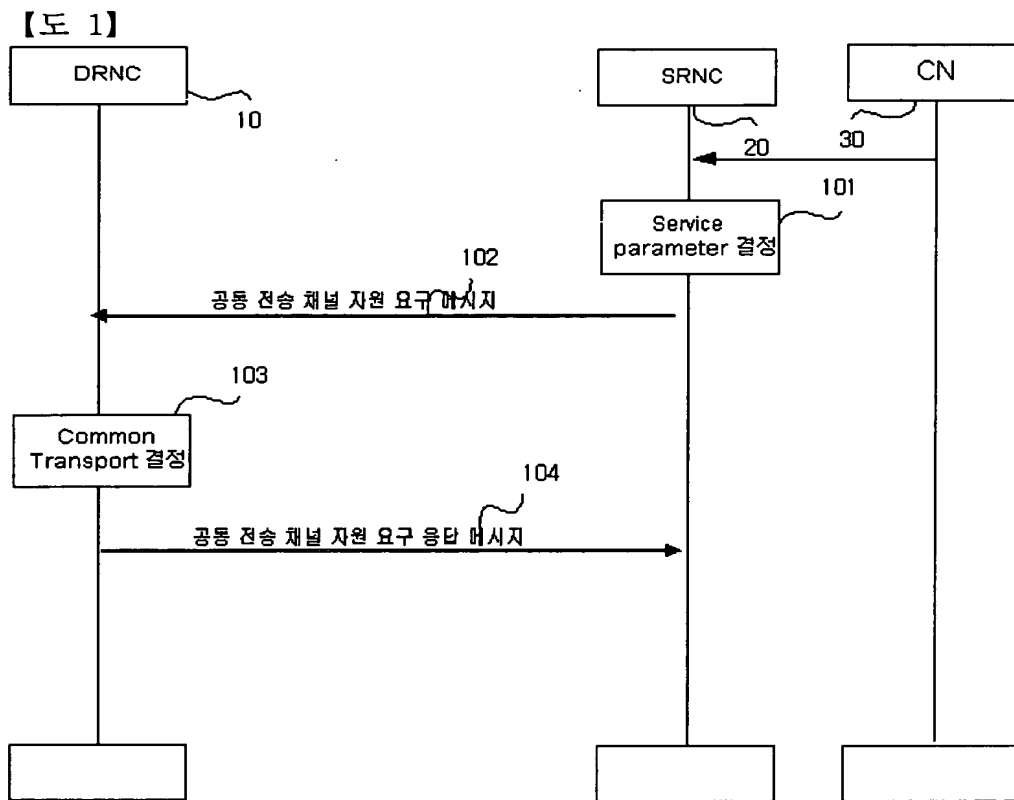 【도 1】
DRNC
SRNC
CN
10
20
30
101
Service
parameter 결정
102
공통 전송 채널 자원 요구 메시지
103
Common
Transport 결정
104
공통 전송 채널 자원 요구 응답 메시지